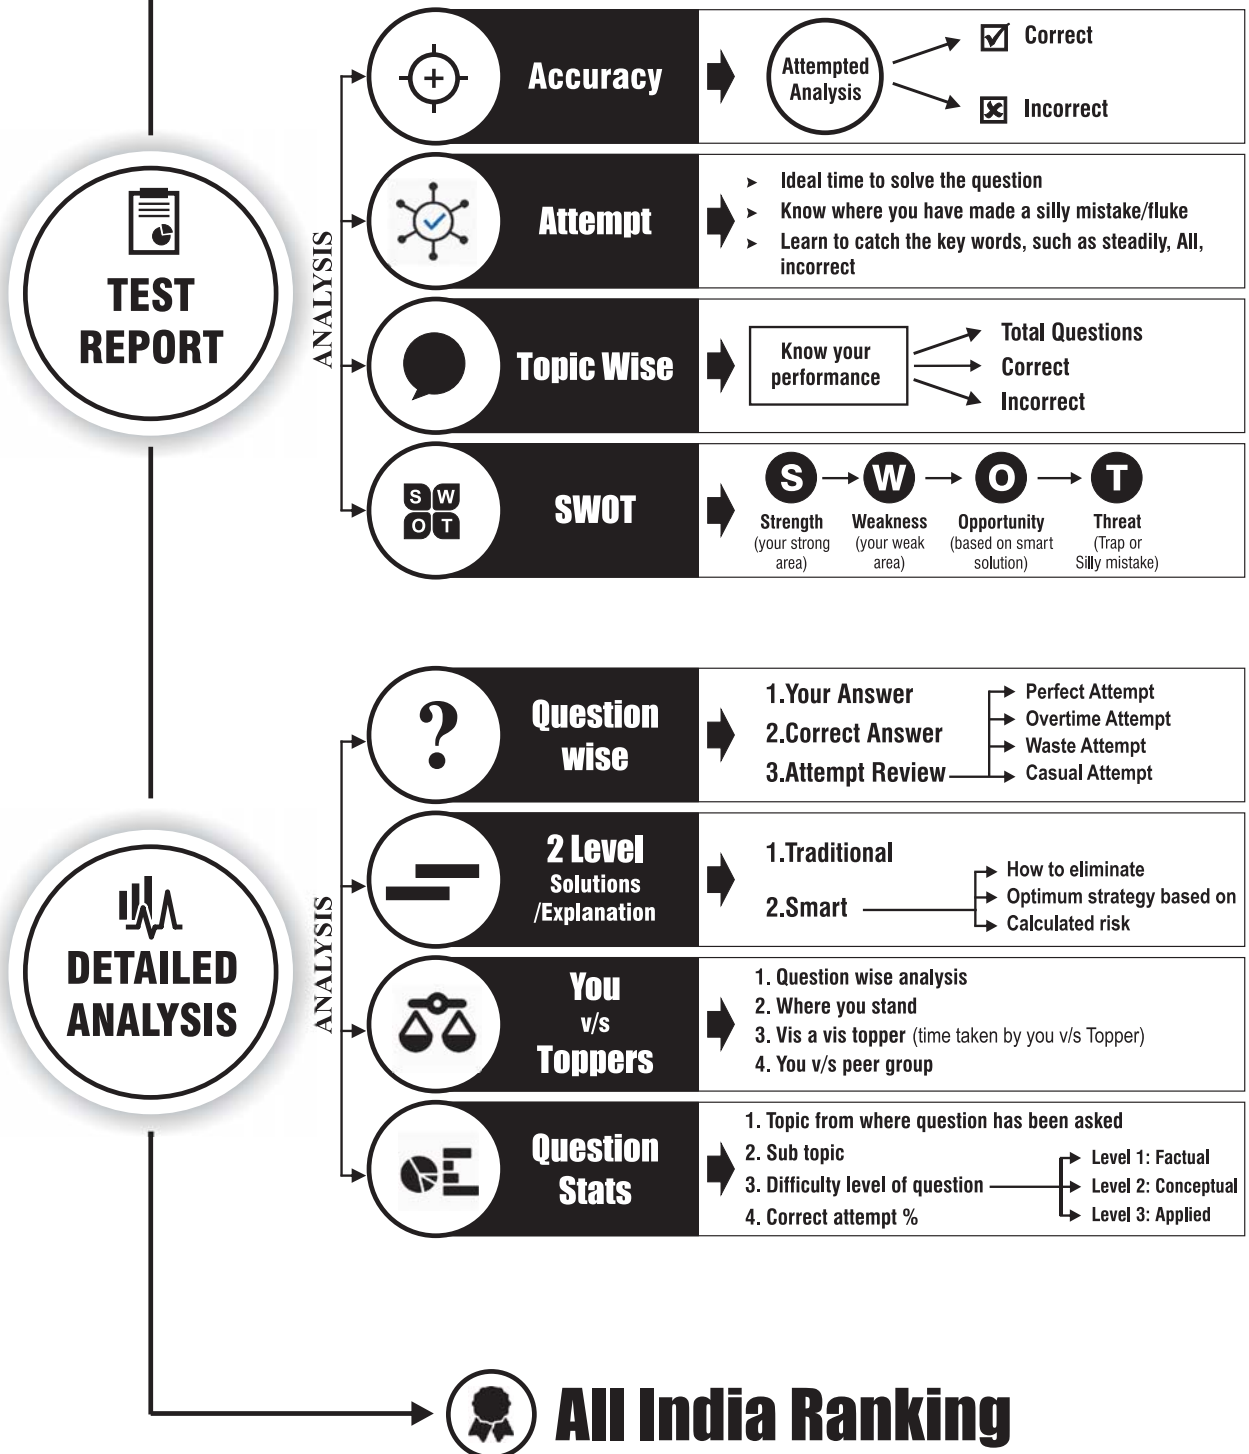 TEST
REPORT
ANALYSIS
Accuracy
Attempted
Analysis
Correct
Incorrect
Attempt
➤ Ideal time to solve the question
➤ Know where you have made a silly mistake/fluke
➤ Learn to catch the key words, such as steadily, All,
incorrect
Topic Wise
Know your
performance
Total Questions
Correct
Incorrect
S W
O T
SWOT
S
W
O
T
Strength
(your strong
area)
Weakness
(your weak
area)
Opportunity
(based on smart
solution)
Threat
(Trap or
Silly mistake)
DETAILED
ANALYSIS
ANALYSIS
?
Question
wise
1.Your Answer
2.Correct Answer
3.Attempt Review
Perfect Attempt
Overtime Attempt
Waste Attempt
Casual Attempt
2 Level
Solutions
/Explanation
1.Traditional
2.Smart
How to eliminate
Optimum strategy based on
Calculated risk
You
v/s
Toppers
1. Question wise analysis
2. Where you stand
3. Vis a vis topper (time taken by you v/s Topper)
4. You v/s peer group
Question
Stats
1. Topic from where question has been asked
2. Sub topic
3. Difficulty level of question
4. Correct attempt %
Level 1: Factual
Level 2: Conceptual
Level 3: Applied
All India Ranking